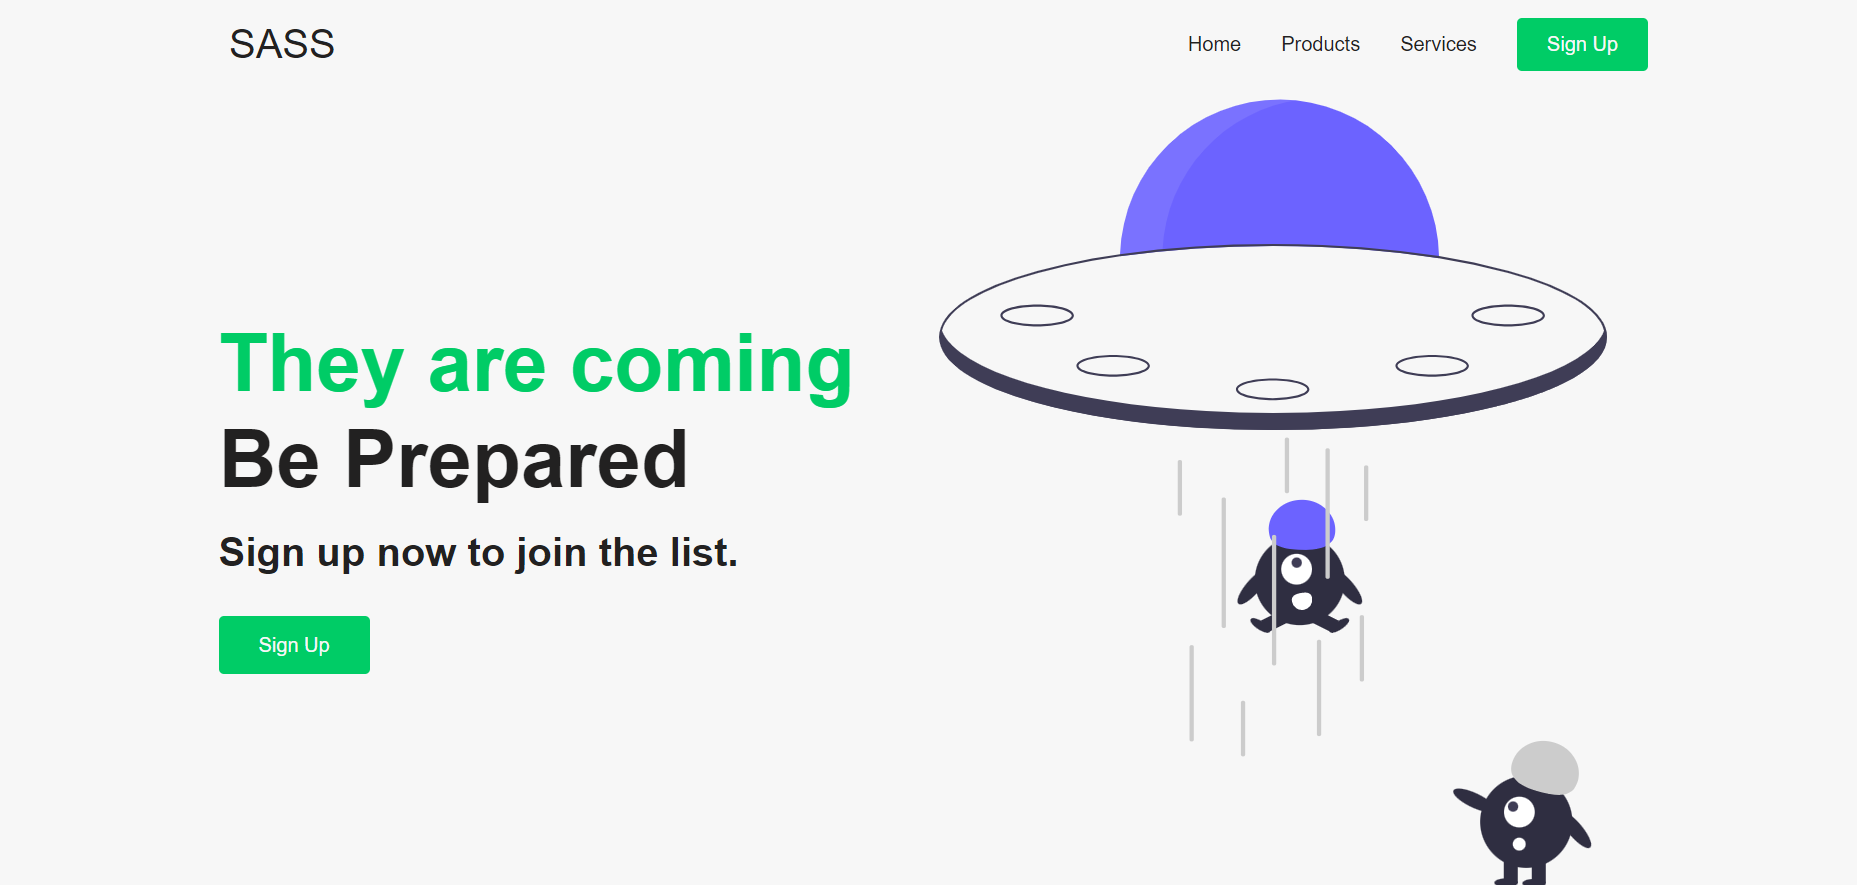 SASS
Home
Products
Services
Sign Up
They are coming
Be Prepared
Sign up now to join the list.
Sign Up